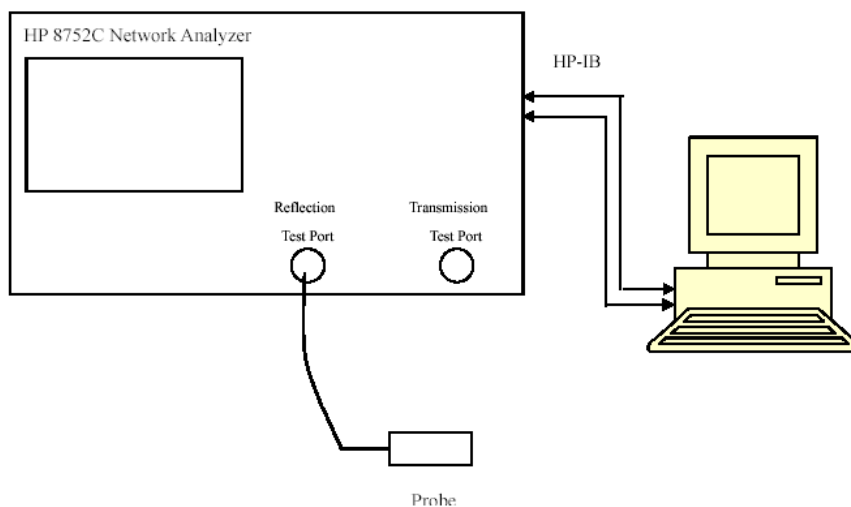 HP 8752C Network Analyzer
HP-IB
Reflection
Test Port
Transmission
Test Port
Probe